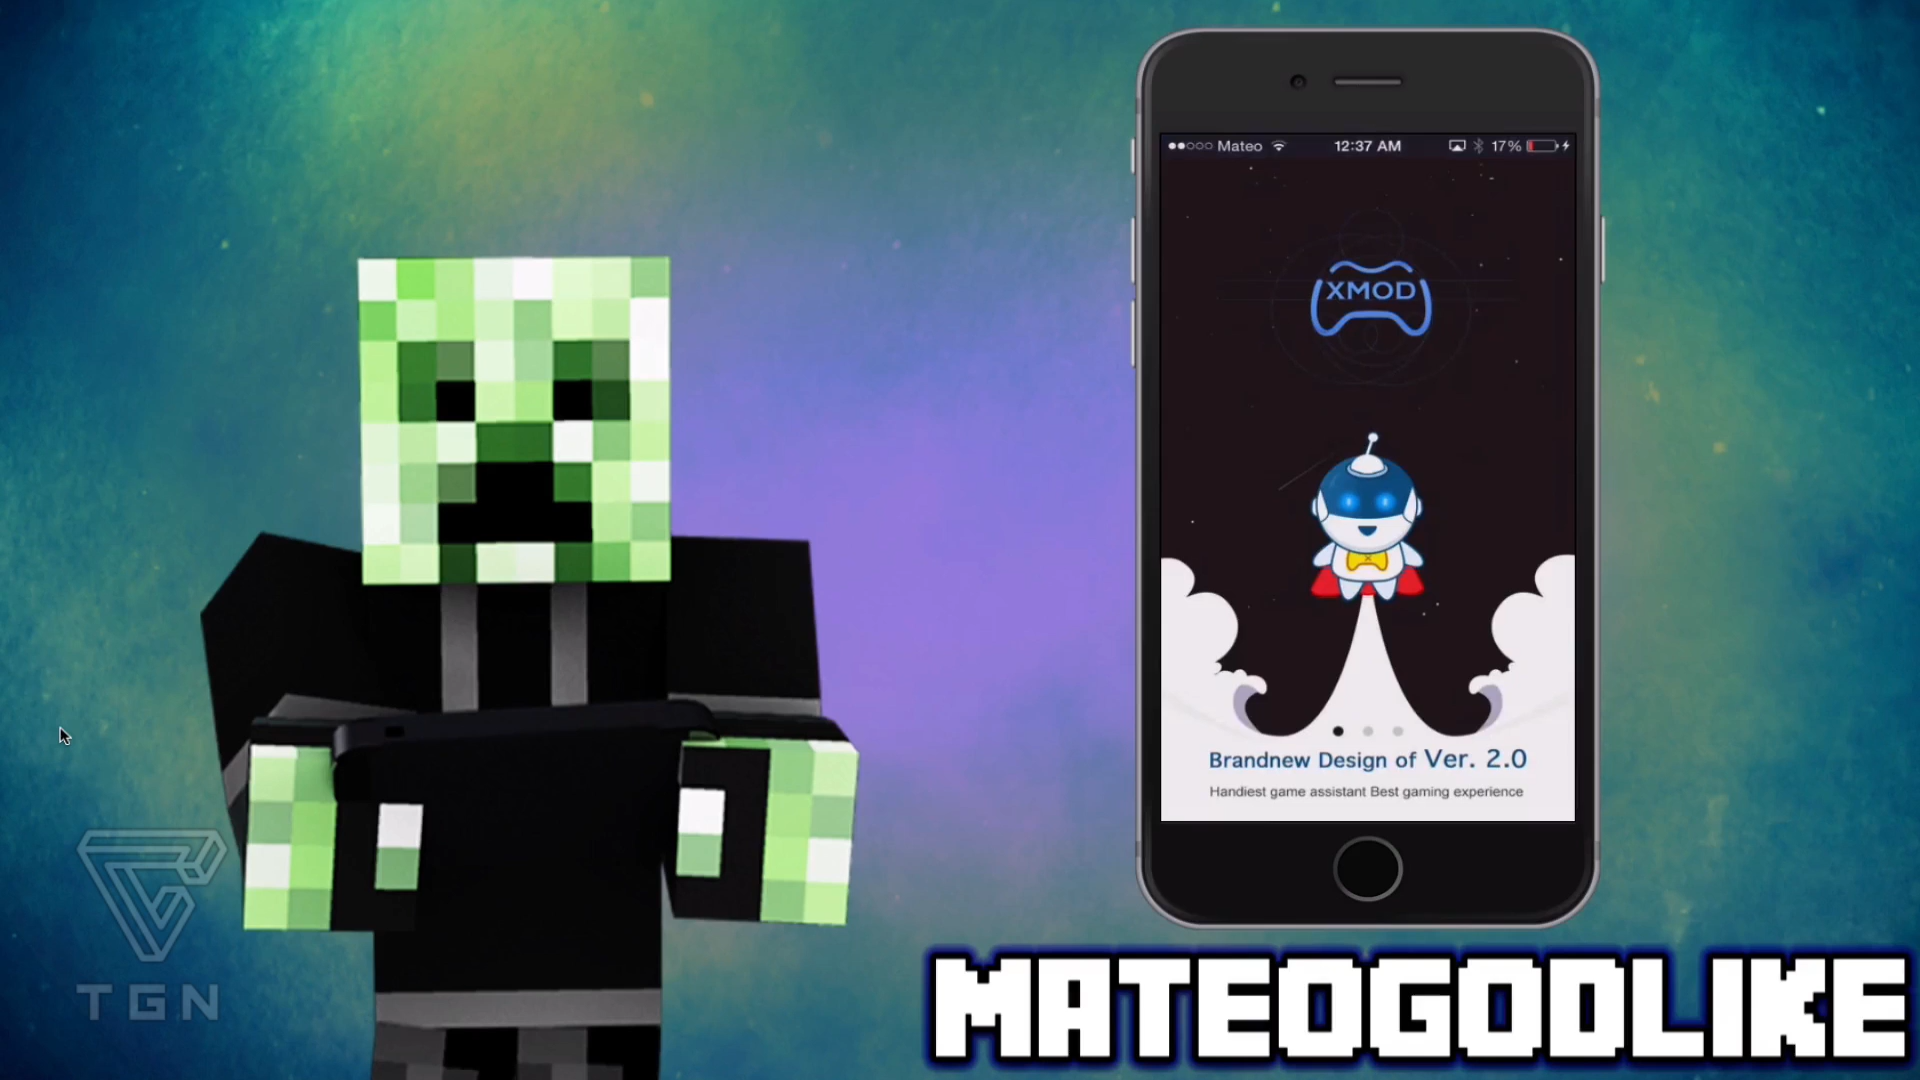 Mateo
12:37 AM
17%
XMOD
Brandnew Design of Ver. 2.0
Handiest game assistant Best gaming experience
TGN
MATEOGODLIKE